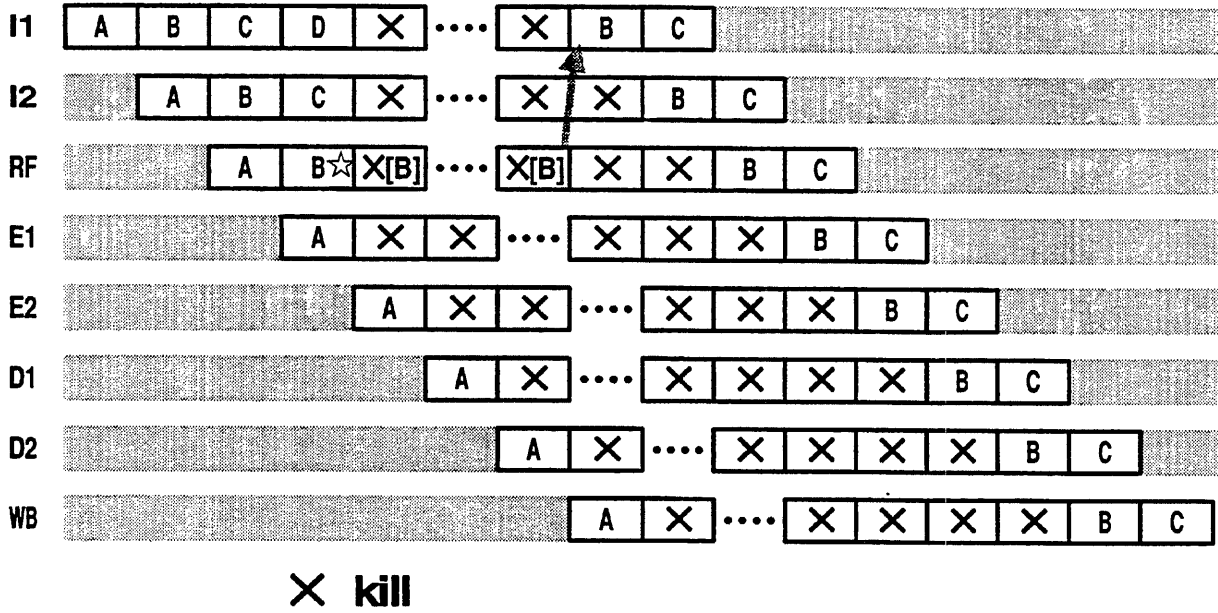 I1 A B C D X •••• X B C
I2 A B C X •••• X X B C
RF A B☆ X[B] •••• X[B] X X B C
E1 A X X •••• X X X B C
E2 A X X •••• X X X B C
D1 A X •••• X X X X B C
D2 A X •••• X X X X B C
WB A X •••• X X X X B C
X kill